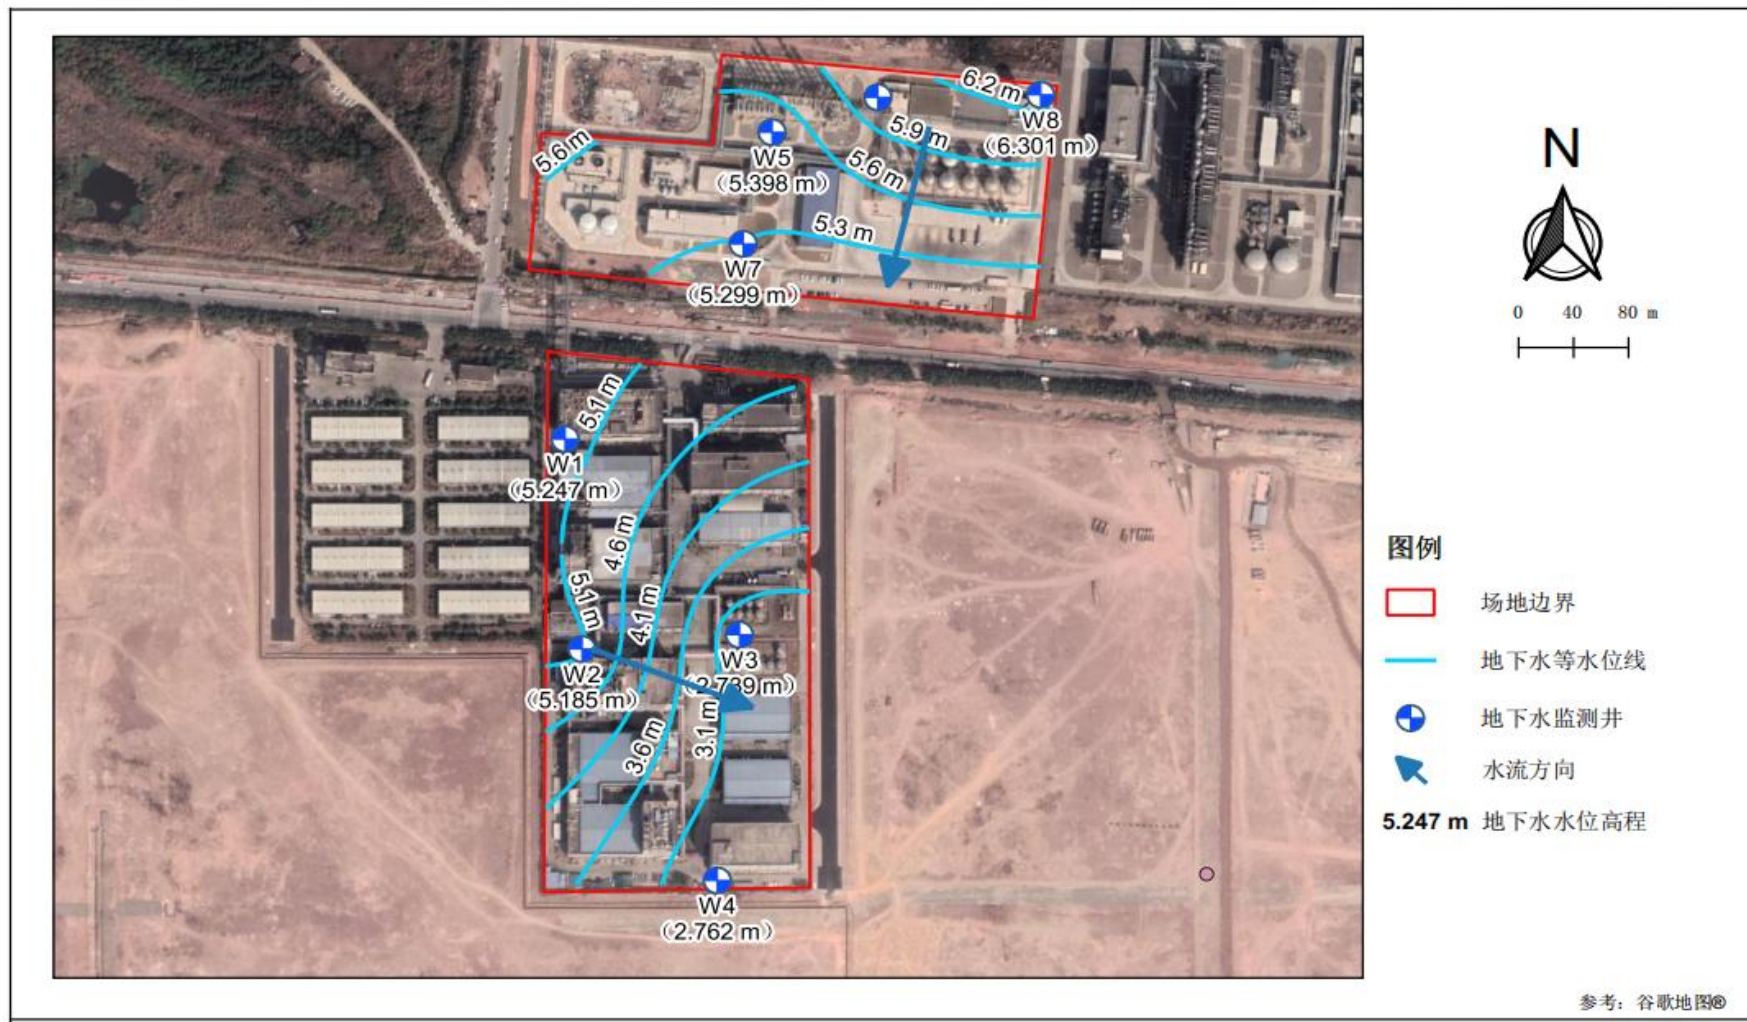 6.2 m
W8
(6.301 m)
5.9 m
5.6 m
W5
(5.398 m)
5.6 m
5.3 m
W7
(5.299 m)
5.1 m
W1
(5.247 m)
4.6 m
5.1 m
4.1 m
W2
(5.185 m)
W3
3.1 m
3.6 m
W4
(2.762 m)
N
0 40 80 m
图例
场地边界
地下水等水位线
地下水监测井
水流方向
5.247 m 地下水水位高程
参考：谷歌地图®